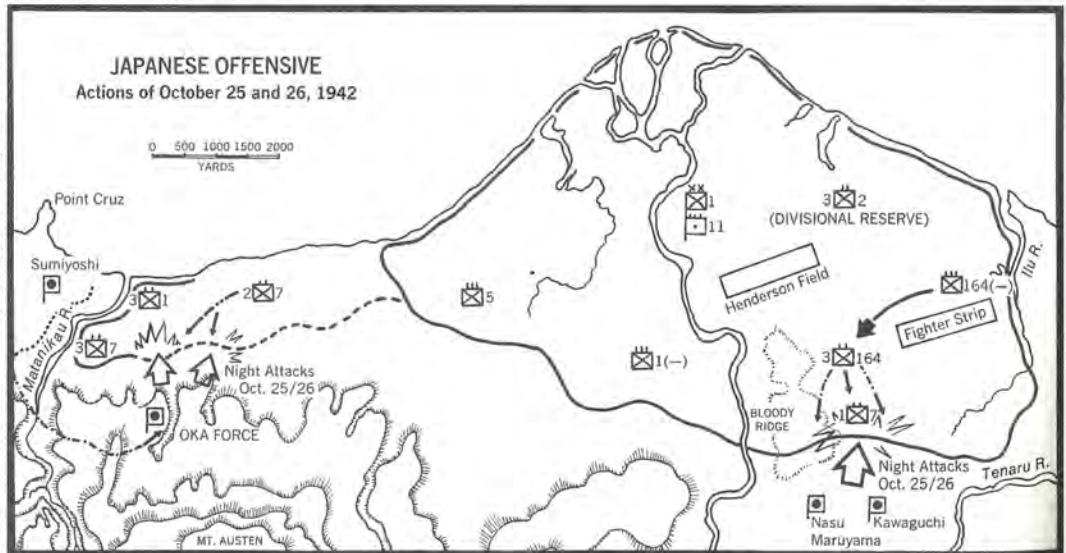 JAPANESE OFFENSIVE
Actions of October 25 and 26, 1942
0 500 1000 1500 2000
YARDS
Point Cruz
Sumiyoshi
Matanikau R.
3 1
2 7
3 7
Night Attacks
Oct. 25/26
OKA FORCE
MT. AUSTEN
5
1(–)
1
11
3 2
(DIVISIONAL RESERVE)
Henderson Field
164(–)
Fighter Strip
Ilu R.
3 164
BLOODY
RIDGE
1 7
Night Attacks
Oct. 25/26
Tenaru R.
Nasu
Kawaguchi
Maruyama